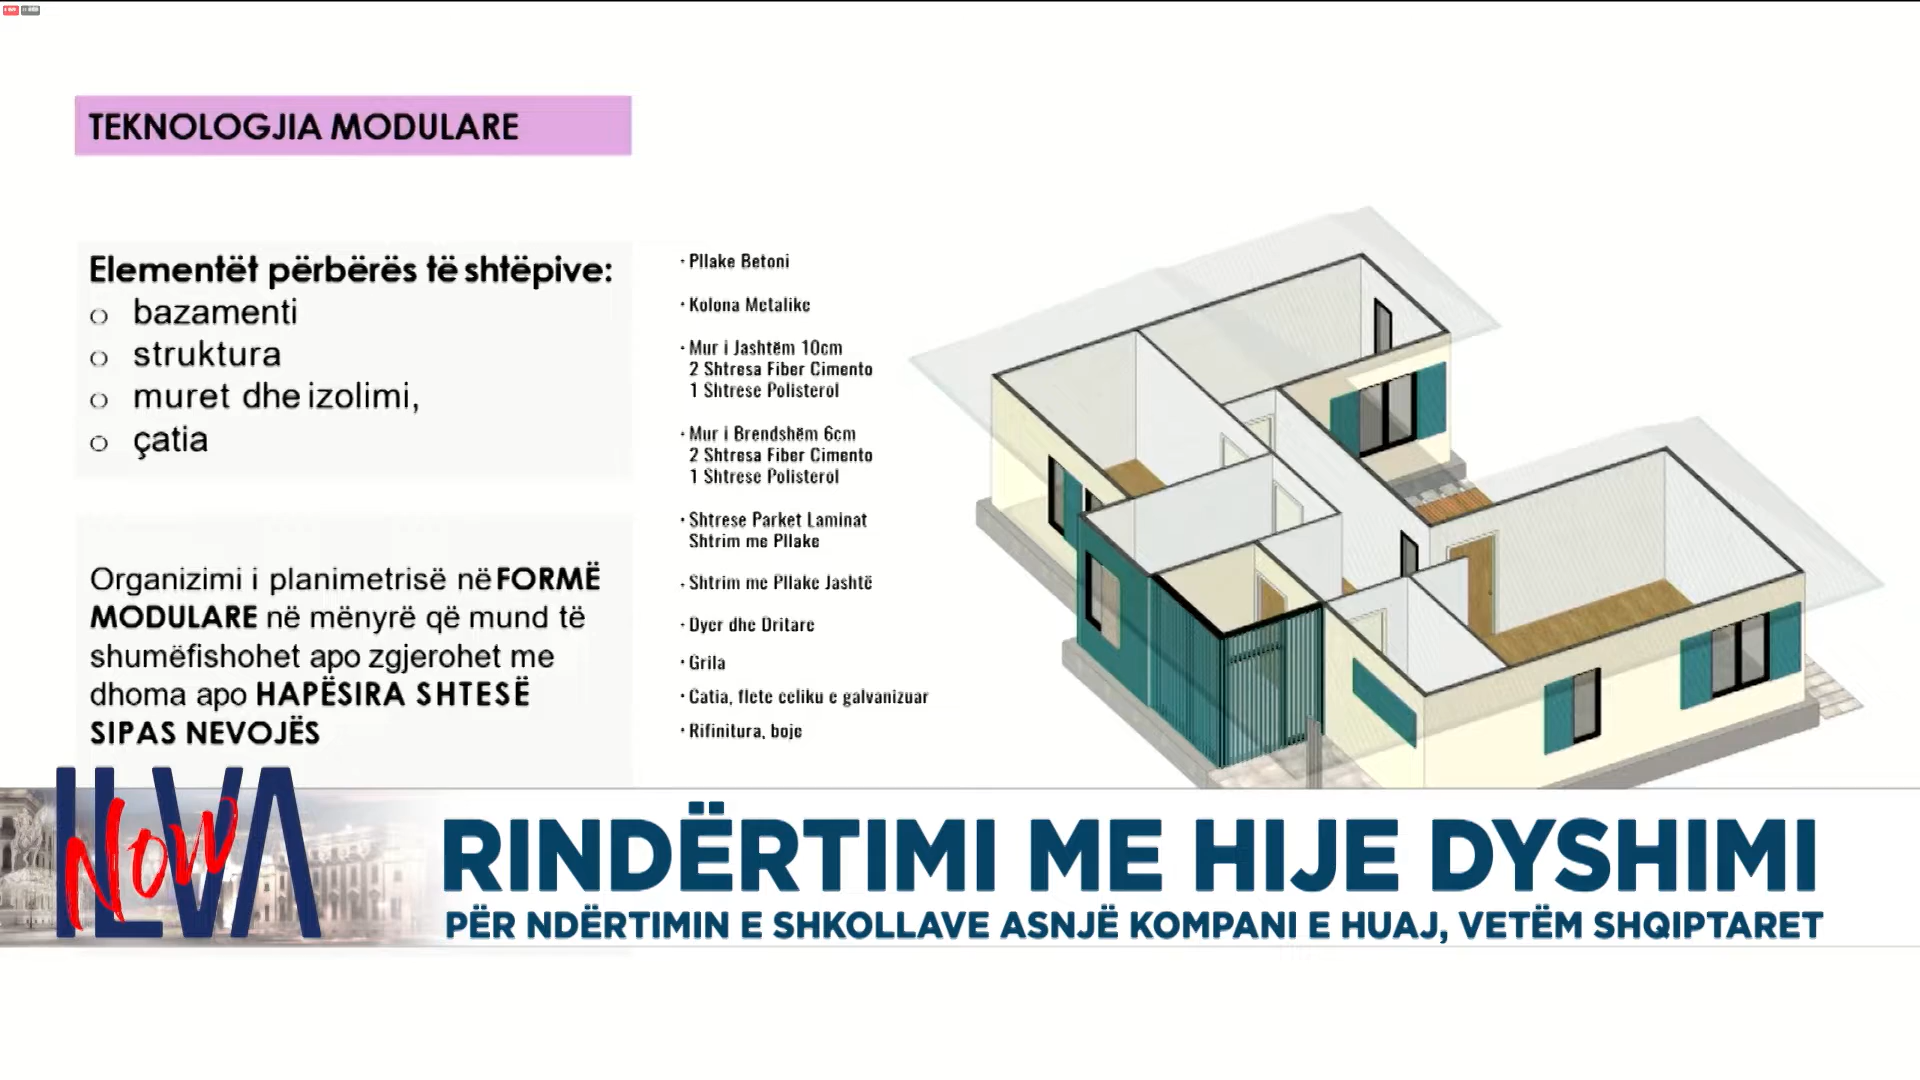 TEKNOLOGJIA MODULARE
Elementët përbërës të shtëpive:
o bazamenti
o struktura
o muret dhe izolimi,
o çatia
Organizimi i planimetrisë në FORMË
MODULARE në mënyrë që mund të
shumëfishohet apo zgjerohet me
dhoma apo HAPËSIRA SHTESË
SIPAS NEVOJËS
· Pllake Betoni
· Kolona Metalike
· Mur i Jashtëm 10cm
2 Shtresa Fiber Cimento
1 Shtrese Polisterol
· Mur i Brendshëm 6cm
2 Shtresa Fiber Cimento
1 Shtrese Polisterol
· Shtrese Parket Laminat
Shtrim me Pllake
· Shtrim me Pllake Jashtë
· Dyer dhe Dritare
· Grila
· Catia, flete celiku e galvanizuar
· Rifinitura, boje
ILVA
Now
RINDËRTIMI ME HIJE DYSHIMI
PËR NDËRTIMIN E SHKOLLAVE ASNJË KOMPANI E HUAJ, VETËM SHQIPTARET